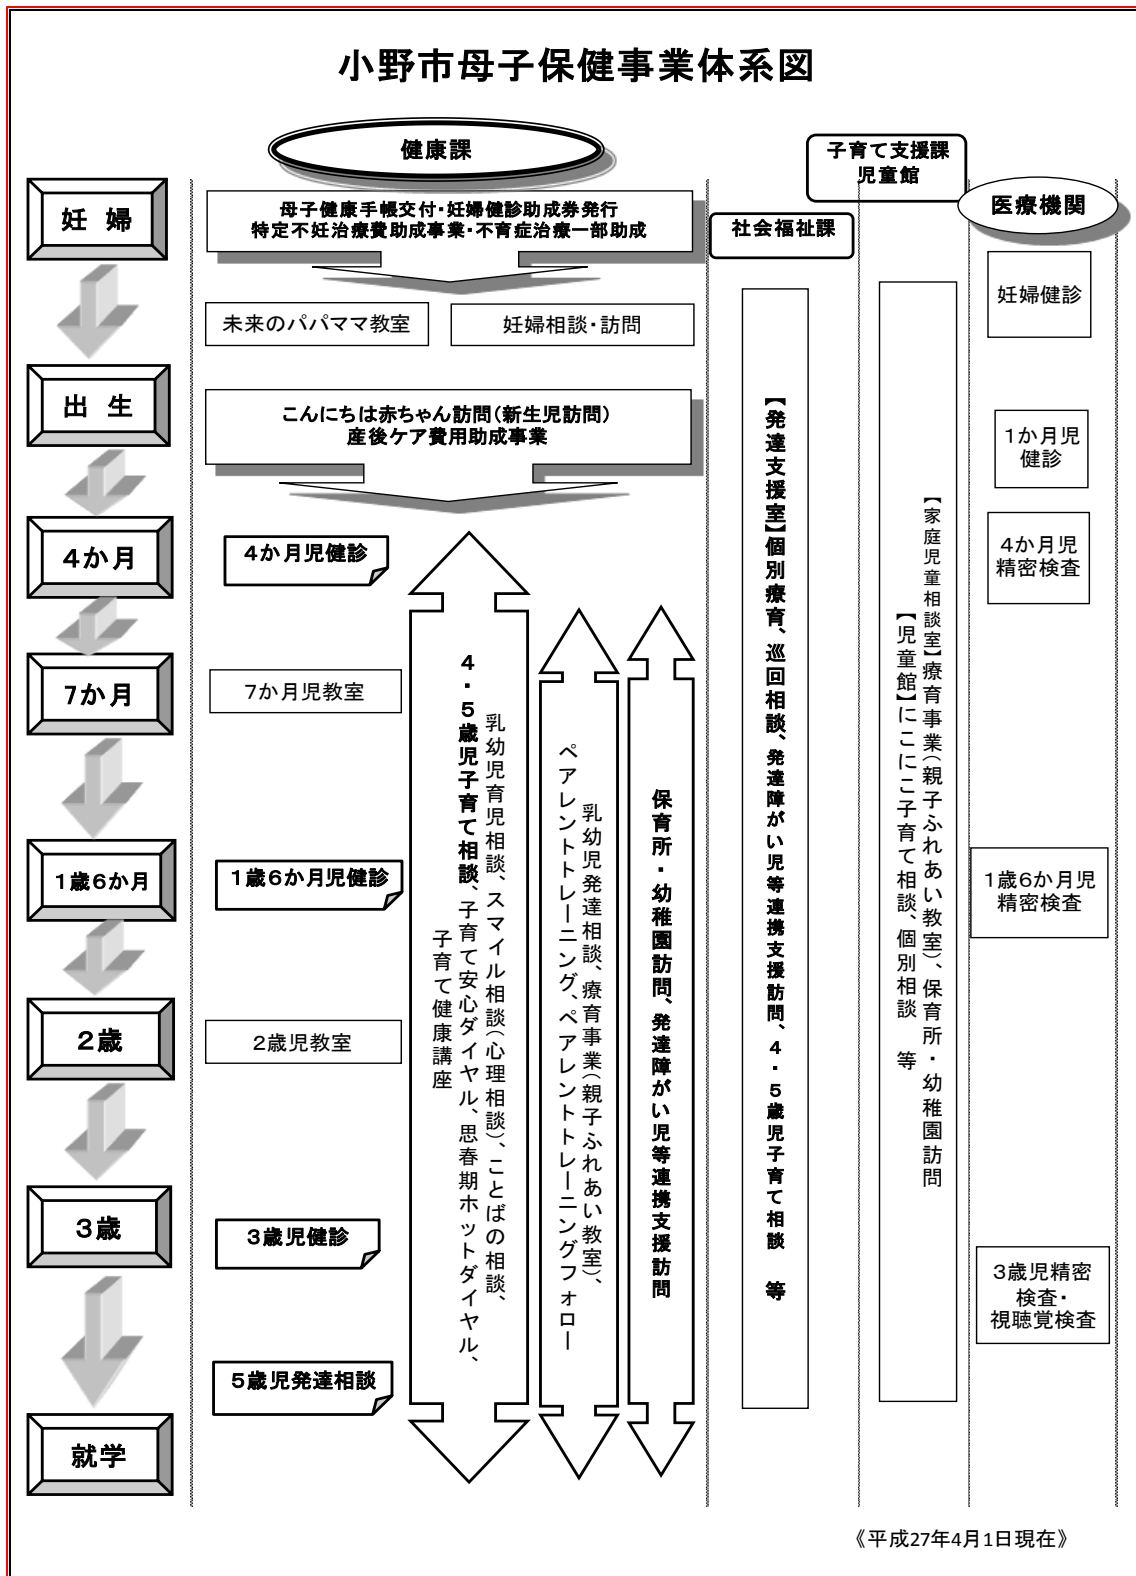 小野市母子保健事業体系図
健康課
子育て支援課
児童館
医療機関
社会福祉課
妊 婦
母子健康手帳交付・妊婦健診助成券発行
特定不妊治療費助成事業・不育症治療一部助成
未来のパパママ教室
妊婦相談・訪問
妊婦健診
出 生
こんにちは赤ちゃん訪問(新生児訪問)
産後ケア費用助成事業
1か月児
健診
4か月
4か月児健診
4か月児
精密検査
7か月
7か月児教室
1歳6か月
1歳6か月児健診
1歳6か月児
精密検査
2歳
2歳児教室
3歳
3歳児健診
3歳児精密
検査・
視聴覚検査
5歳児発達相談
就学
乳幼児育児相談、スマイル相談(心理相談)、ことばの相談、
4・5歳児子育て相談、子育て安心ダイヤル、思春期ホットダイヤル、
子育て健康講座
乳幼児発達相談、療育事業(親子ふれあい教室)、
ペアレントトレーニング、ペアレントトレーニングフォロー
保育所・幼稚園訪問、発達障がい児等連携支援訪問
【発達支援室】個別療育、巡回相談、発達障がい児等連携支援訪問、4・5歳児子育て相談 等
【家庭児童相談室】療育事業(親子ふれあい教室)、保育所・幼稚園訪問
【児童館】にこにこ子育て相談、個別相談 等
《平成27年4月1日現在》